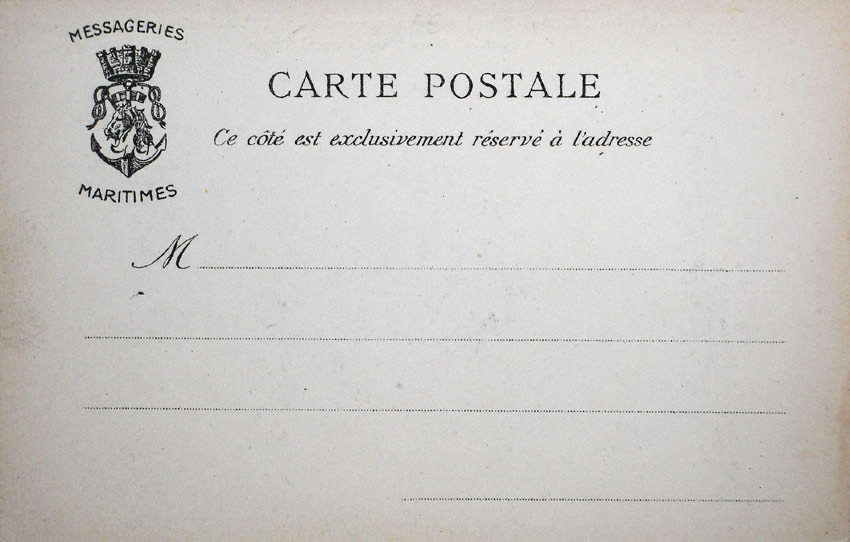 MESSAGERIES
MARITIMES
CARTE POSTALE
Ce côté est exclusivement réservé à l'adresse
M